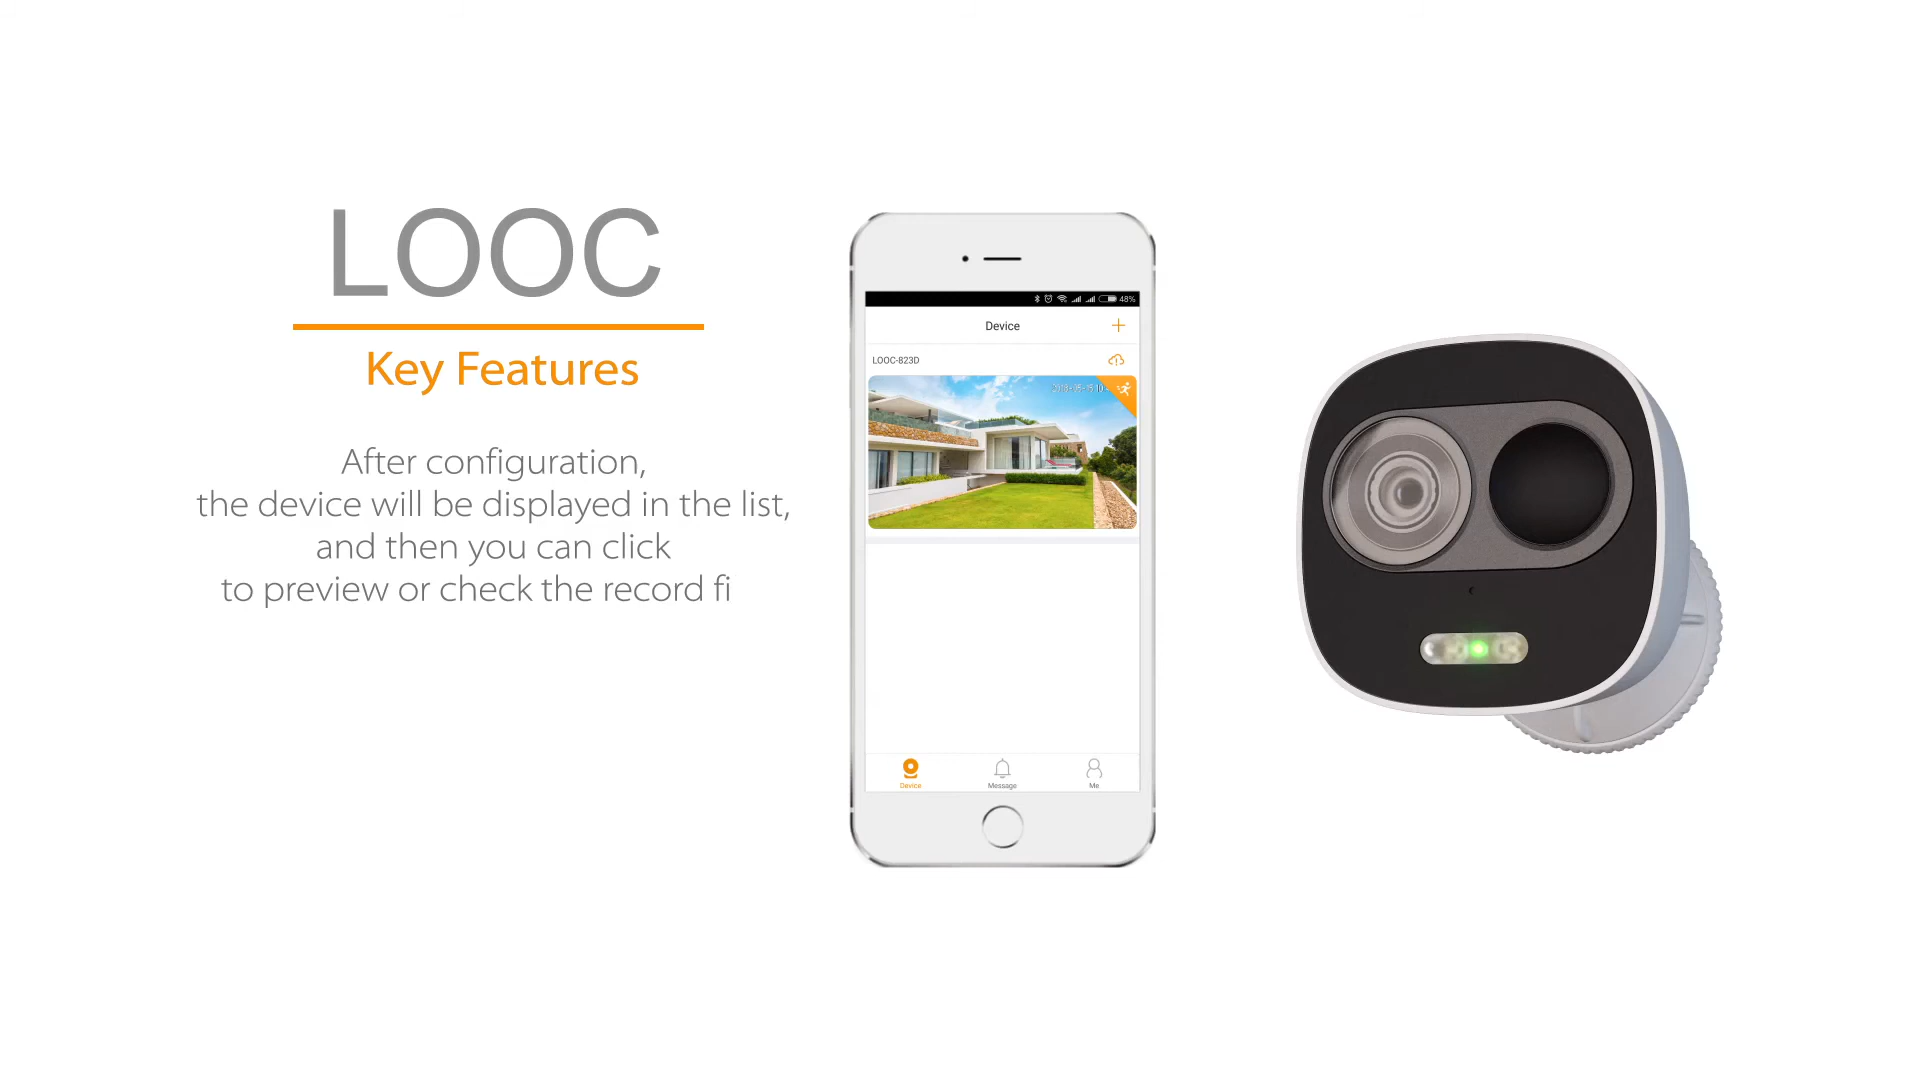 LOOC
Key Features
After configuration,
the device will be displayed in the list,
and then you can click
to preview or check the record fi
48%
Device
LOOC-823D
Device
Message
Me